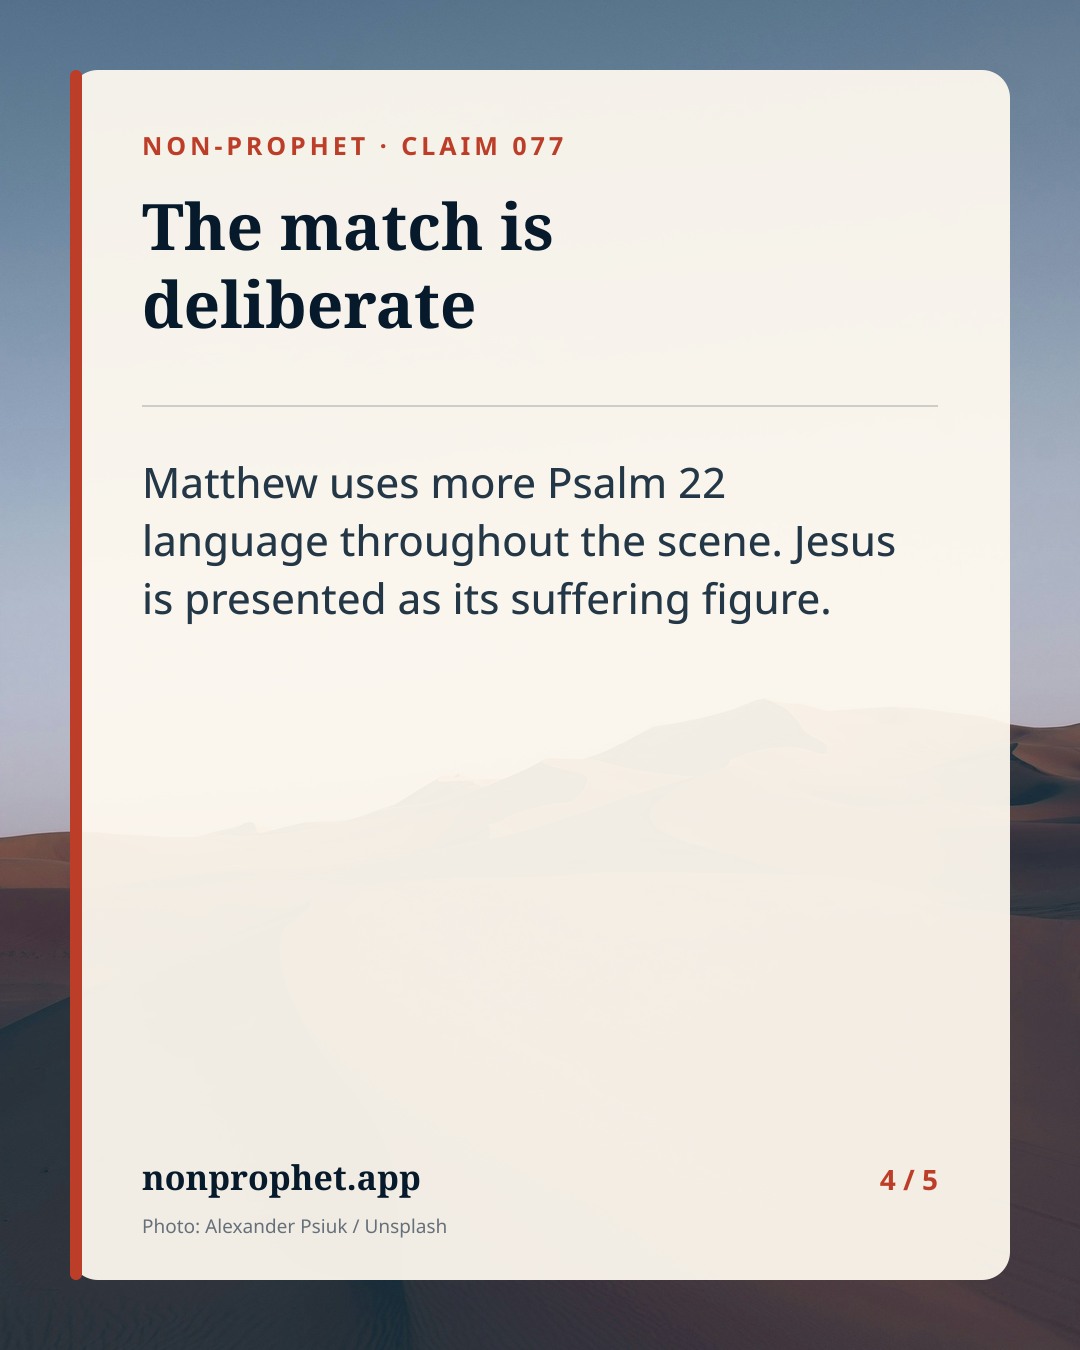 NON-PROPHET · CLAIM 077
The match is
deliberate
Matthew uses more Psalm 22
language throughout the scene. Jesus
is presented as its suffering figure.
nonprophet.app
4 / 5
Photo: Alexander Psiuk / Unsplash